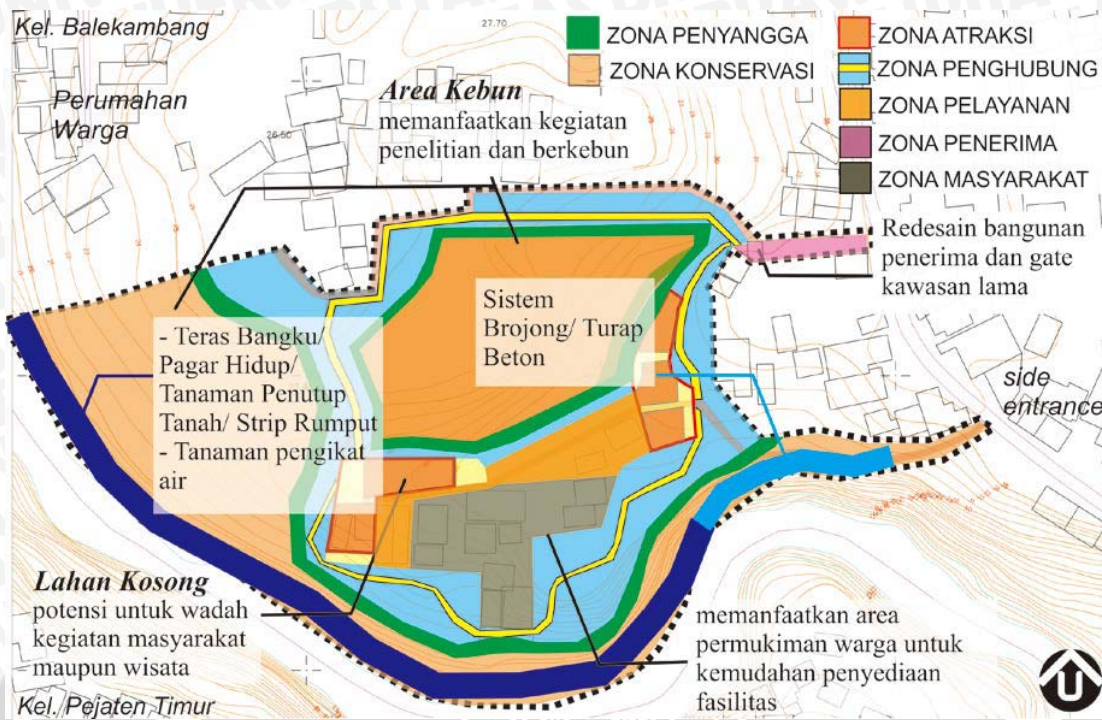 Kel. Balekambang
27.70
ZONA PENYANGGA
ZONA KONSERVASI
ZONA ATRAKSI
ZONA PENGHUBUNG
ZONA PELAYANAN
ZONA PENERIMA
ZONA MASYARAKAT
Perumahan
Warga
26.50
Area Kebun
memanfaatkan kegiatan
penelitian dan berkebun
Redesain bangunan
penerima dan gate
kawasan lama
- Teras Bangku/
Pagar Hidup/
Tanaman Penutup
Tanah/ Strip Rumput
- Tanaman pengikat
air
Sistem
Brojong/ Turap
Beton
side
entrance
Lahan Kosong
potensi untuk wadah
kegiatan masyarakat
maupun wisata
memanfaatkan area
permukiman warga untuk
kemudahan penyediaan
fasilitas
Kel. Pejaten Timur
U